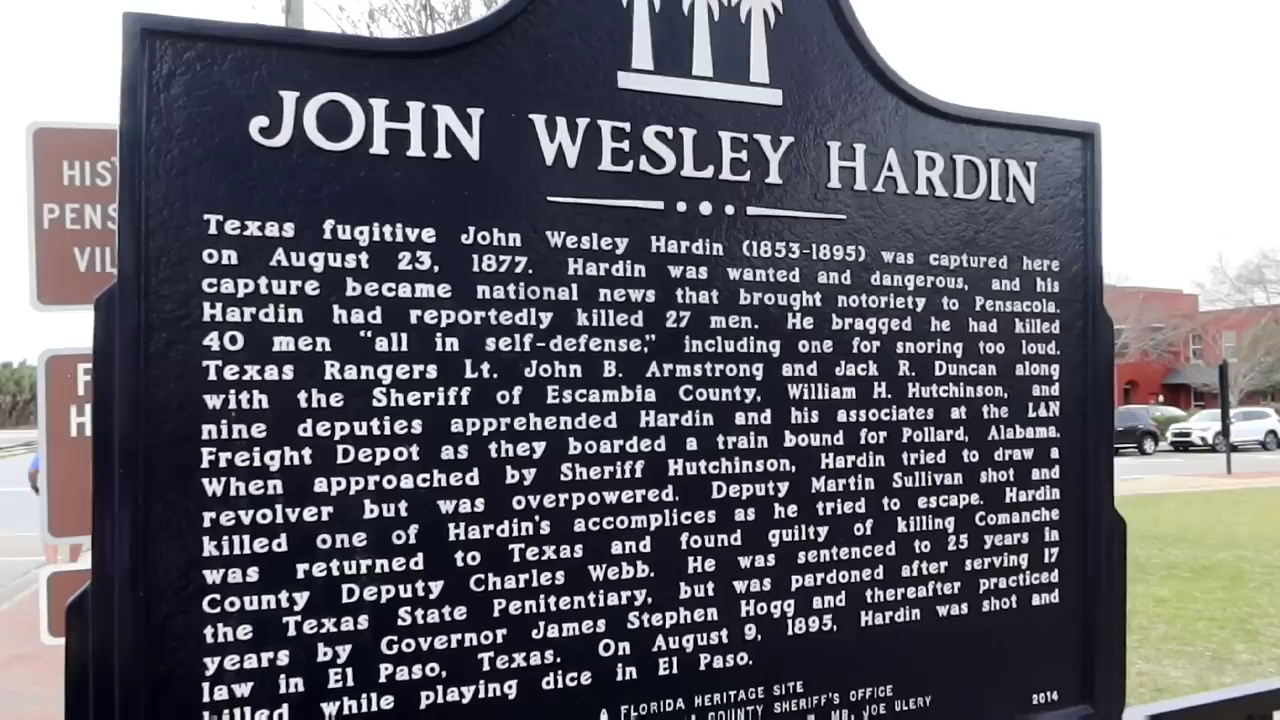 JOHN WESLEY HARDIN
Texas fugitive John Wesley Hardin (1853-1895) was captured here
on August 23, 1877. Hardin was wanted and dangerous, and his
capture became national news that brought notoriety to Pensacola.
Hardin had reportedly killed 27 men. He bragged he had killed
40 men "all in self-defense," including one for snoring too loud.
Texas Rangers Lt. John B. Armstrong and Jack R. Duncan along
with the Sheriff of Escambia County, William H. Hutchinson, and
nine deputies apprehended Hardin and his associates at the L&N
Freight Depot as they boarded a train bound for Pollard, Alabama.
When approached by Sheriff Hutchinson, Hardin tried to draw a
revolver but was overpowered. Deputy Martin Sullivan shot and
killed one of Hardin's accomplices as he tried to escape. Hardin
was returned to Texas and found guilty of killing Comanche
County Deputy Charles Webb. He was sentenced to 25 years in
the Texas State Penitentiary, but was pardoned after serving 17
years by Governor James Stephen Hogg and thereafter practiced
law in El Paso, Texas. On August 9, 1895, Hardin was shot and
killed while playing dice in El Paso.
A FLORIDA HERITAGE SITE
COUNTY SHERIFF'S OFFICE
MR. JOE ULERY
2014
HIS
PENS
VIL
F
H